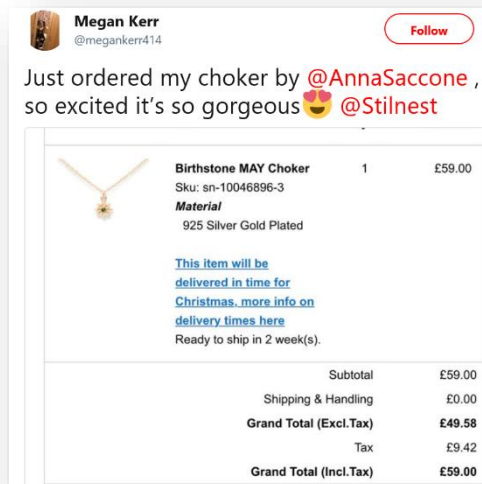 Megan Kerr
@megankerr414
Follow
Just ordered my choker by @AnnaSaccone ,
so excited it's so gorgeous😍 @Stilnest
Birthstone MAY Choker 1 £59.00
Sku: sn-10046896-3
Material
925 Silver Gold Plated
This item will be
delivered in time for
Christmas, more info on
delivery times here
Ready to ship in 2 week(s).
Subtotal £59.00
Shipping & Handling £0.00
Grand Total (Excl.Tax) £49.58
Tax £9.42
Grand Total (Incl.Tax) £59.00